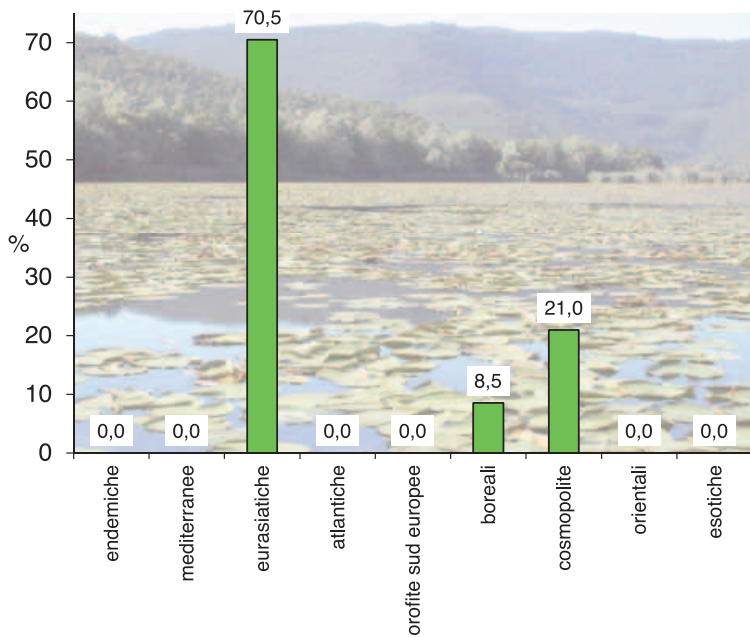 70,5
70
60
50
40
%
30
21,0
20
8,5
10
0,0 0,0 0,0 0,0 0,0 0,0
0
endemiche
mediterranee
eurasiatiche
atlantiche
orofite sud europee
boreali
cosmopolite
orientali
esotiche